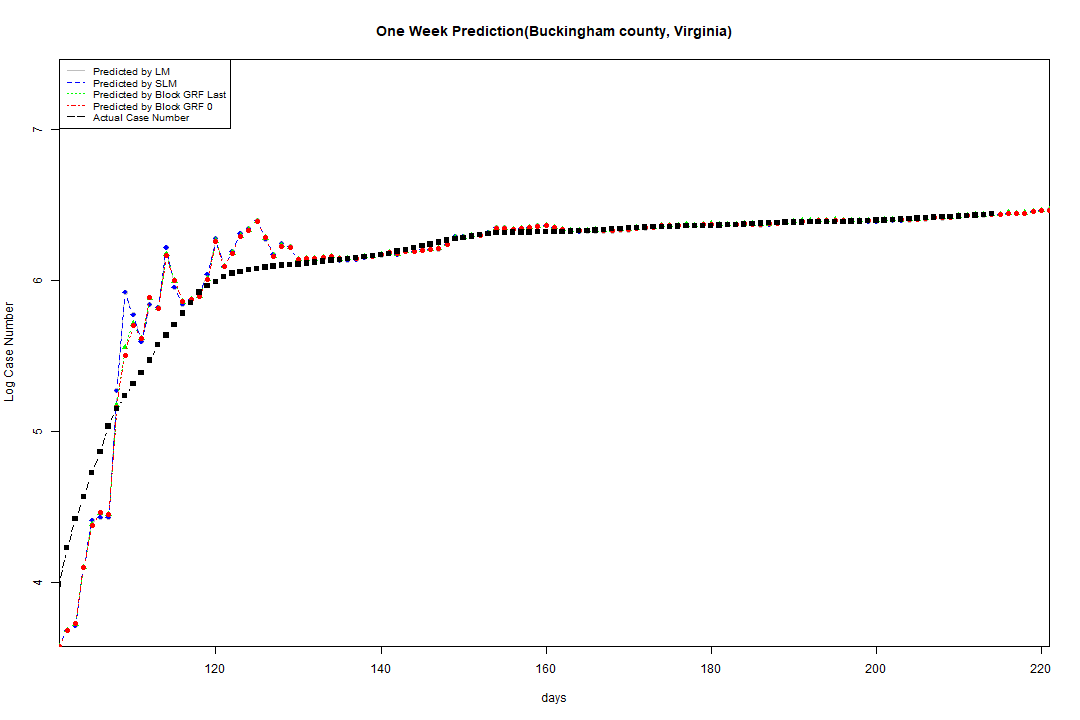 One Week Prediction(Buckingham county, Virginia)
Predicted by LM
Predicted by SLM
Predicted by Block GRF Last
Predicted by Block GRF 0
Actual Case Number
7
6
5
4
Log Case Number
120 140 160 180 200 220
days